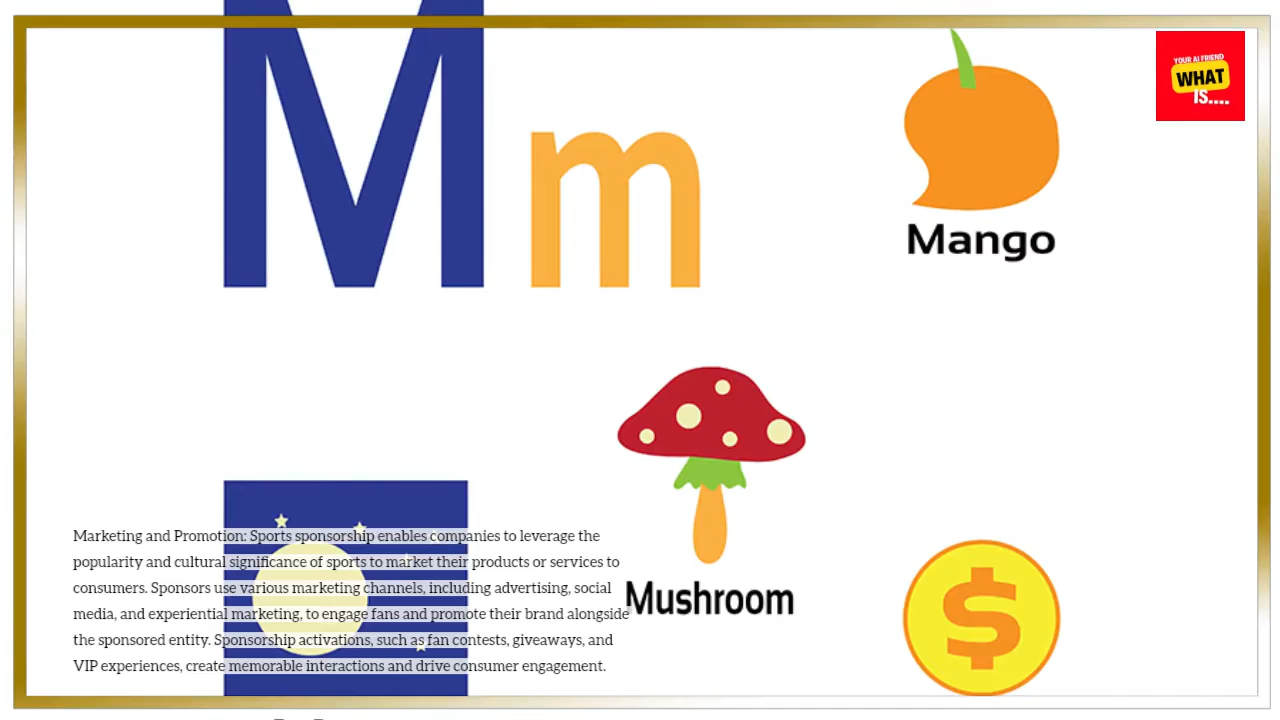 M m
YOUR AI FRIEND
WHAT
IS....
Mango
Marketing and Promotion: Sports sponsorship enables companies to leverage the
popularity and cultural significance of sports to market their products or services to
consumers. Sponsors use various marketing channels, including advertising, social
media, and experiential marketing, to engage fans and promote their brand alongside
the sponsored entity. Sponsorship activations, such as fan contests, giveaways, and
VIP experiences, create memorable interactions and drive consumer engagement.
Mushroom
$